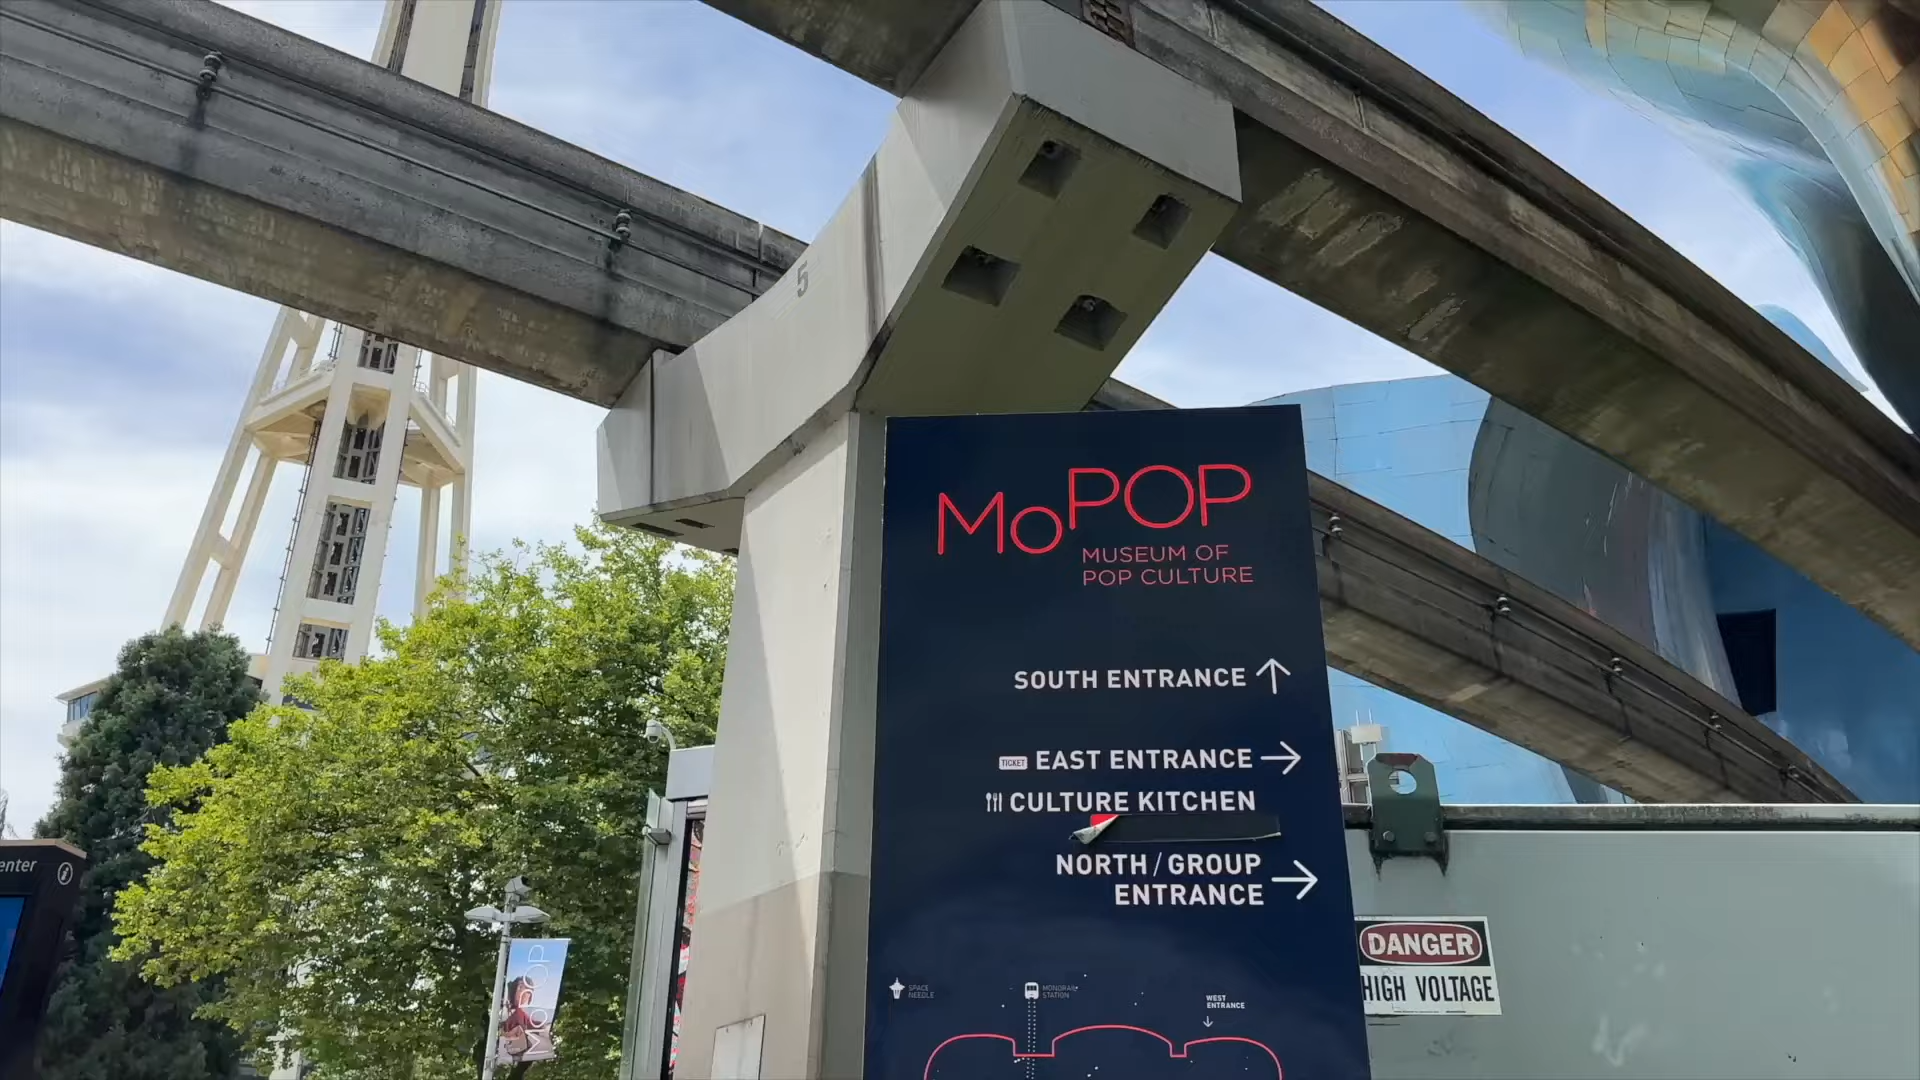 5
MoPOP
MUSEUM OF
POP CULTURE
SOUTH ENTRANCE
TICKET EAST ENTRANCE
CULTURE KITCHEN
NORTH / GROUP
ENTRANCE
enter
DANGER
HIGH VOLTAGE
MoPOP
SPACE
NEEDLE
MONORAIL
STATION
WEST
ENTRANCE